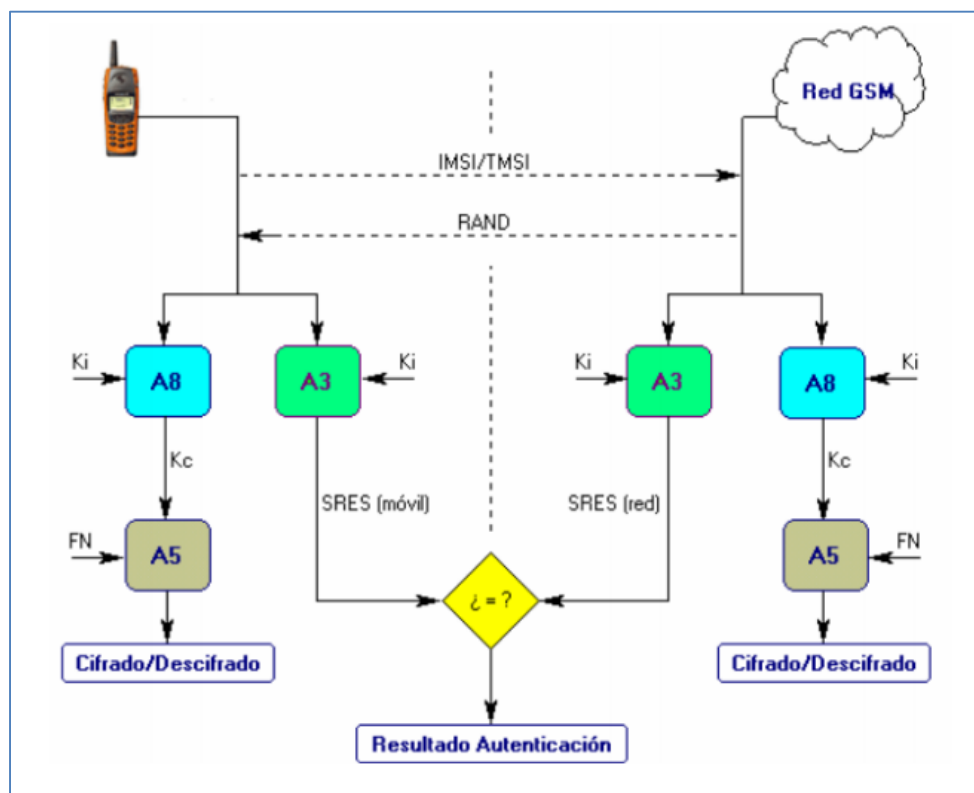 Red GSM
IMSI/TMSI
RAND
Ki
A8
A3
Ki
Ki
A3
A8
Ki
Kc
Kc
SRES (móvil)
SRES (red)
FN
A5
A5
FN
¿ = ?
Cifrado/Descifrado
Cifrado/Descifrado
Resultado Autenticación